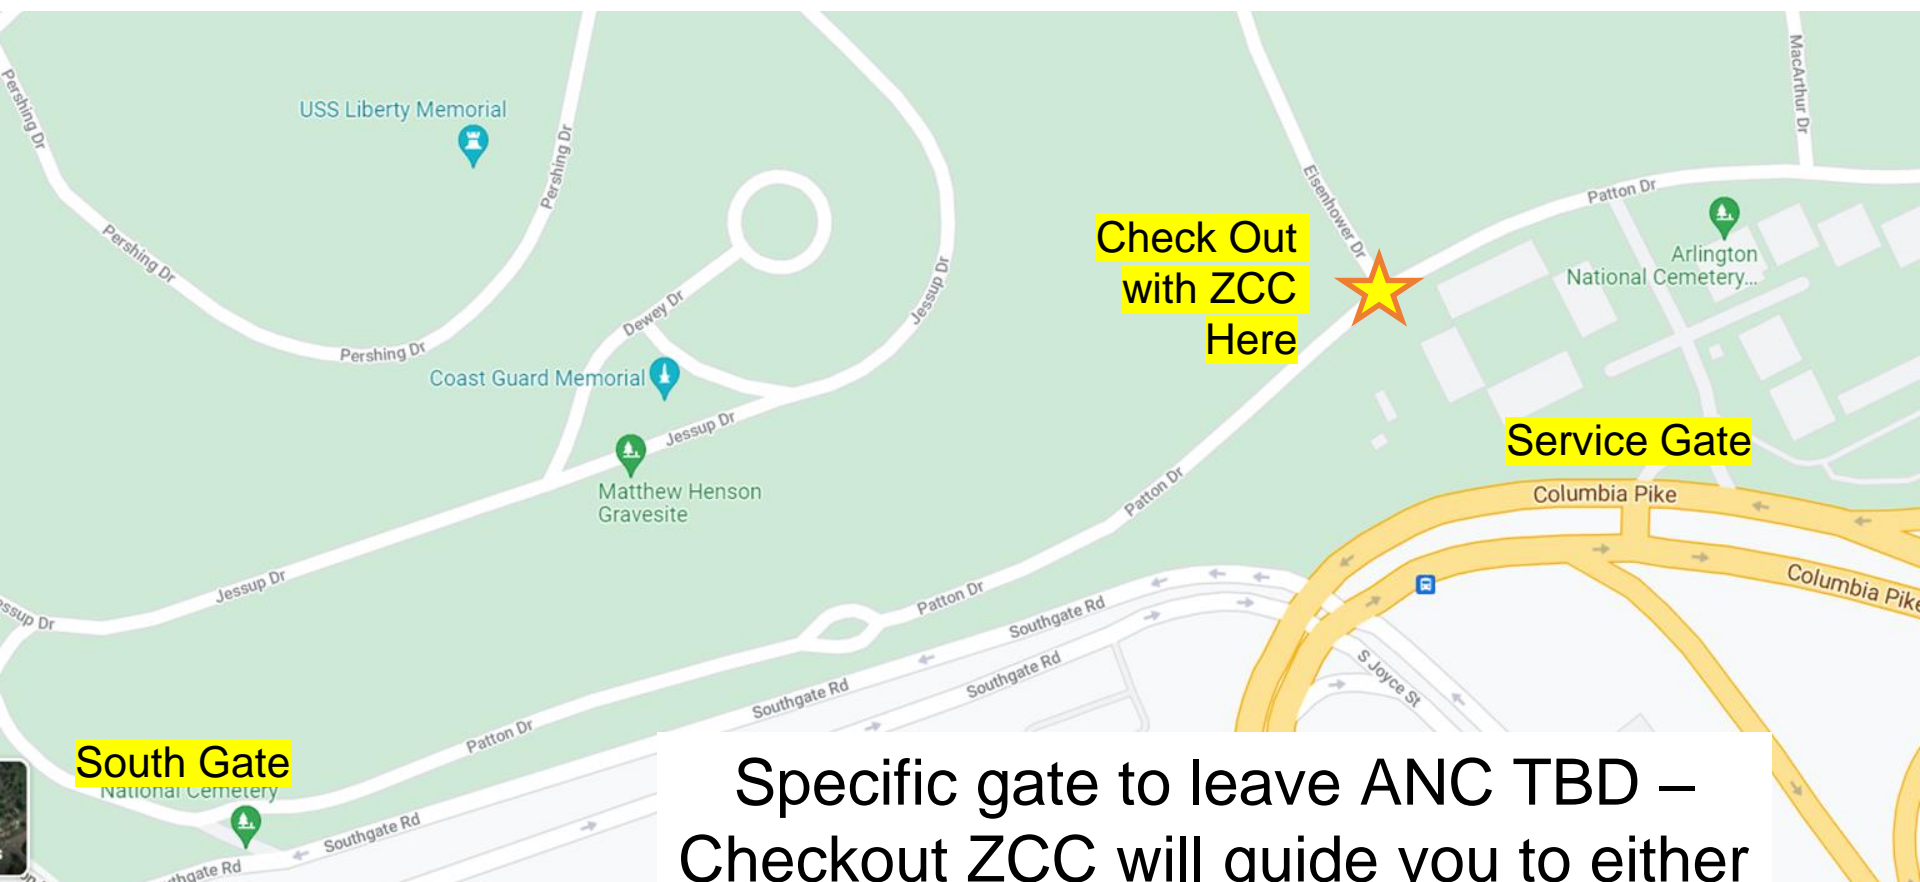 Pershing Dr
USS Liberty Memorial
Pershing Dr
MacArthur Dr
Eisenhower Dr
Patton Dr
Check Out
with ZCC
Here
Arlington
National Cemetery...
Pershing Dr
Jessup Dr
Dewey Dr
Pershing Dr
Coast Guard Memorial
Jessup Dr
Service Gate
Matthew Henson
Gravesite
Patton Dr
Columbia Pike
Columbia Pike
Jessup Dr
Patton Dr
Southgate Rd
essup Dr
Southgate Rd
S Joyce St
Southgate Rd
Patton Dr
South Gate
National Cemetery
Southgate Rd
thgate Rd
Specific gate to leave ANC TBD –
Checkout ZCC will guide you to either